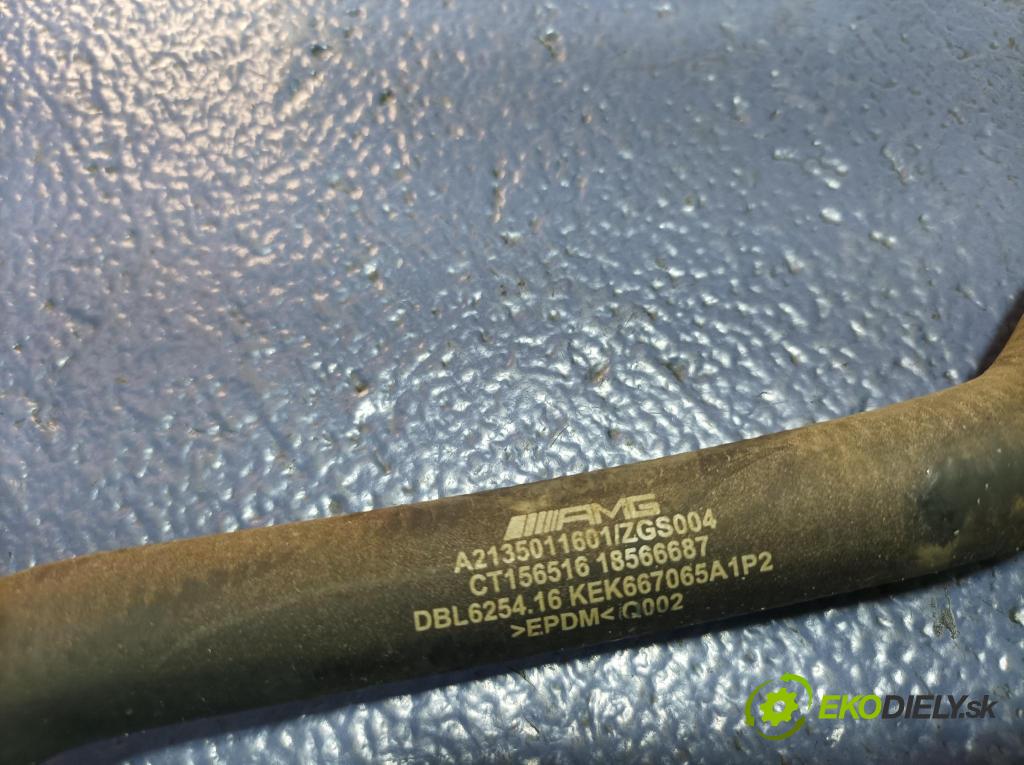 AMG
A2135011601/ZGS004
CT156516 18566687
DBL6254.16 KEK667065A1P2
>EPDM< Q002
EKODIELY.sk